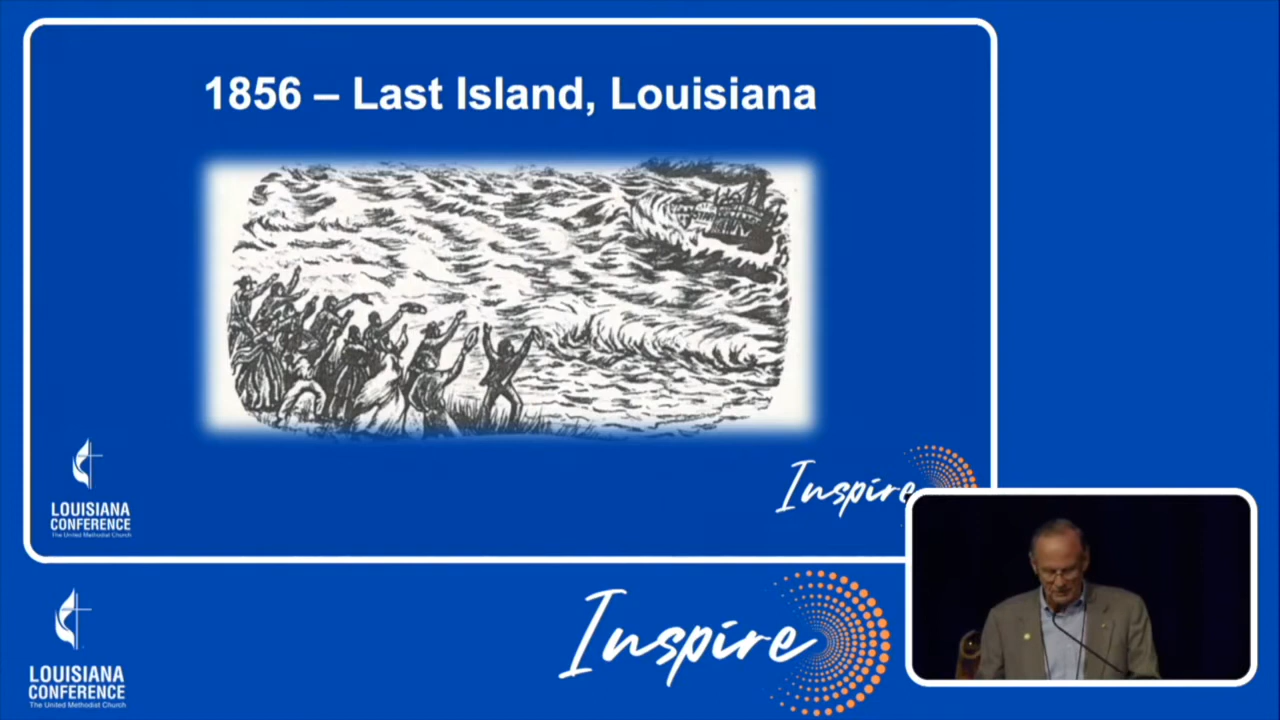 1856 – Last Island, Louisiana
LOUISIANA
CONFERENCE
The United Methodist Church
Inspire
LOUISIANA
CONFERENCE
The United Methodist Church
Inspire